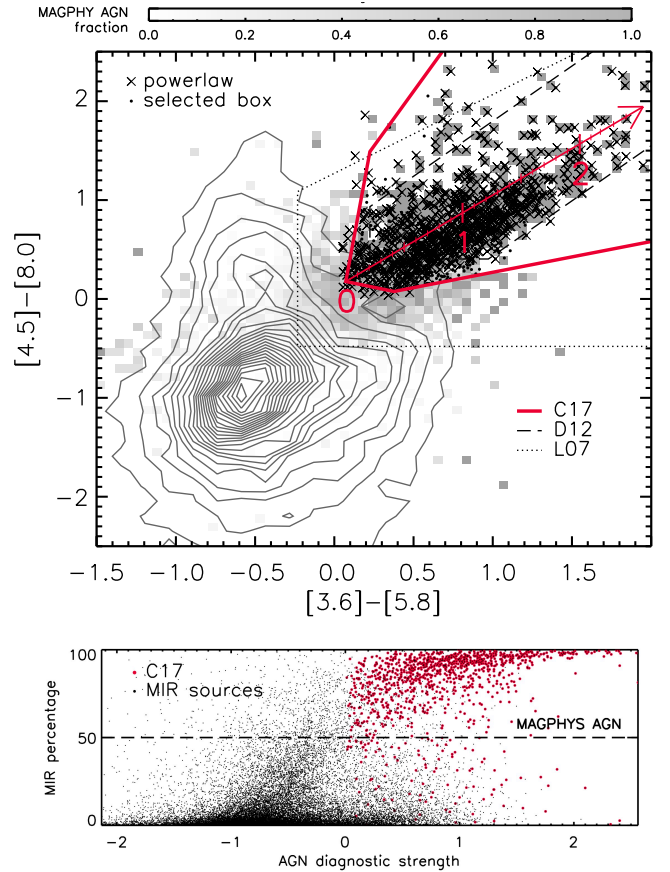 MAGPHY AGN
fraction
0.0 0.2 0.4 0.6 0.8 1.0
× powerlaw
• selected box
2
1
0
−1
−2
[4.5]−[8.0]
0
1
2
C17
D12
L07
−1.5 −1.0 −0.5 0.0 0.5 1.0 1.5
[3.6]−[5.8]
100
50
0
MIR percentage
C17
MIR sources
MAGPHYS AGN
−2 −1 0 1 2
AGN diagnostic strength